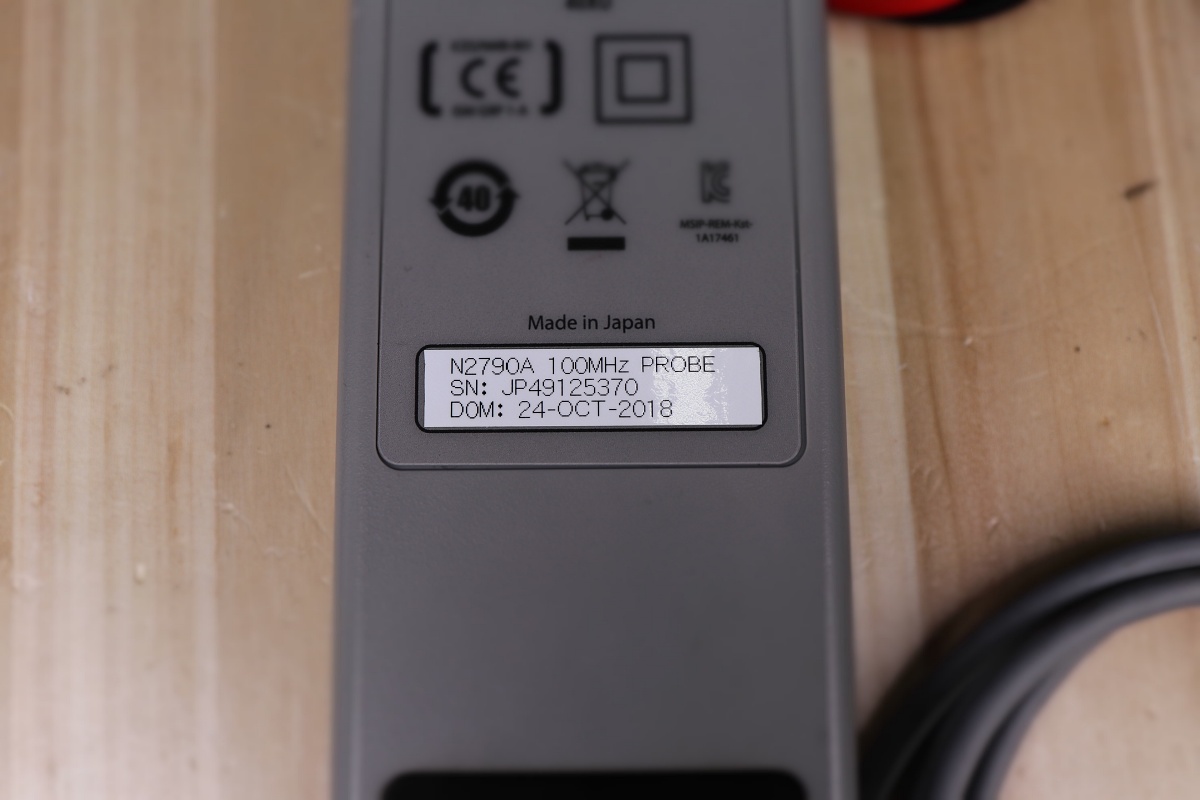 CE
40
MSIP-REM-KA-
1A17461
Made in Japan
N2790A 100MHz PROBE
SN: JP49125370
DOM: 24-OCT-2018